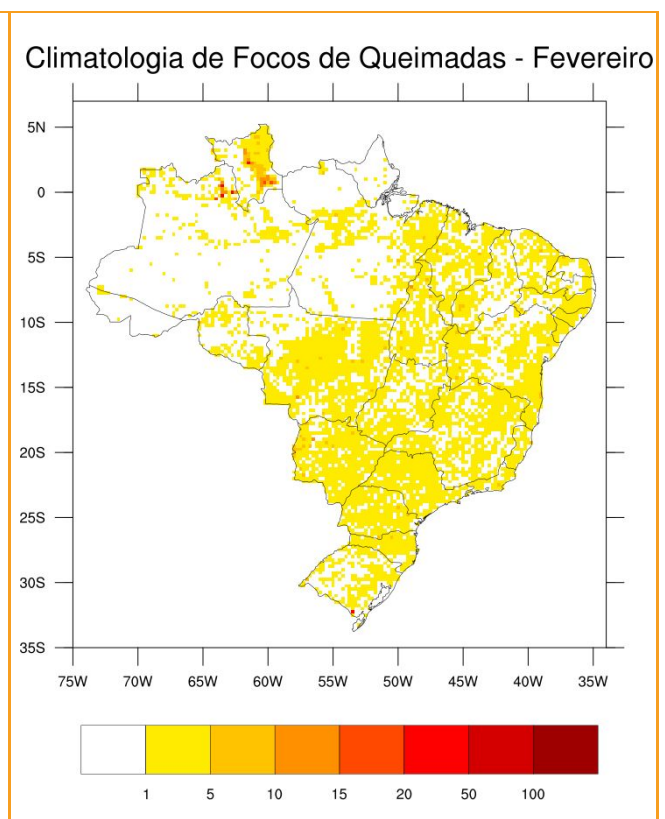 Climatologia de Focos de Queimadas - Fevereiro
5N
0
5S
10S
15S
20S
25S
30S
35S
75W 70W 65W 60W 55W 50W 45W 40W 35W
1 5 10 15 20 50 100